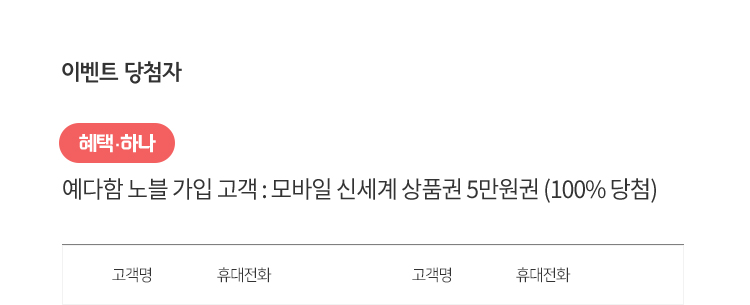 이벤트 당첨자
혜택·하나
예다함 노블 가입 고객 : 모바일 신세계 상품권 5만원권 (100% 당첨)
고객명 휴대전화 고객명 휴대전화